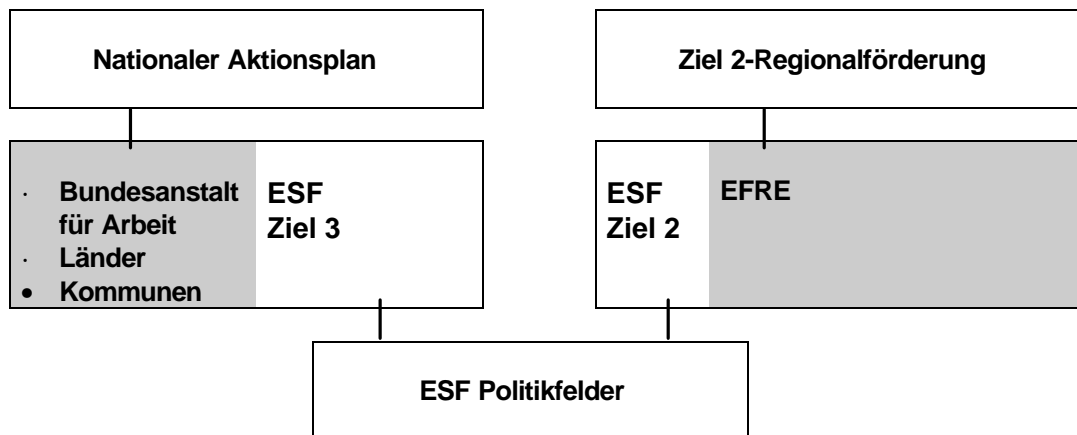 Nationaler Aktionsplan
Ziel 2-Regionalförderung
· Bundesanstalt
für Arbeit
· Länder
• Kommunen
ESF
Ziel 3
ESF
Ziel 2
EFRE
ESF Politikfelder